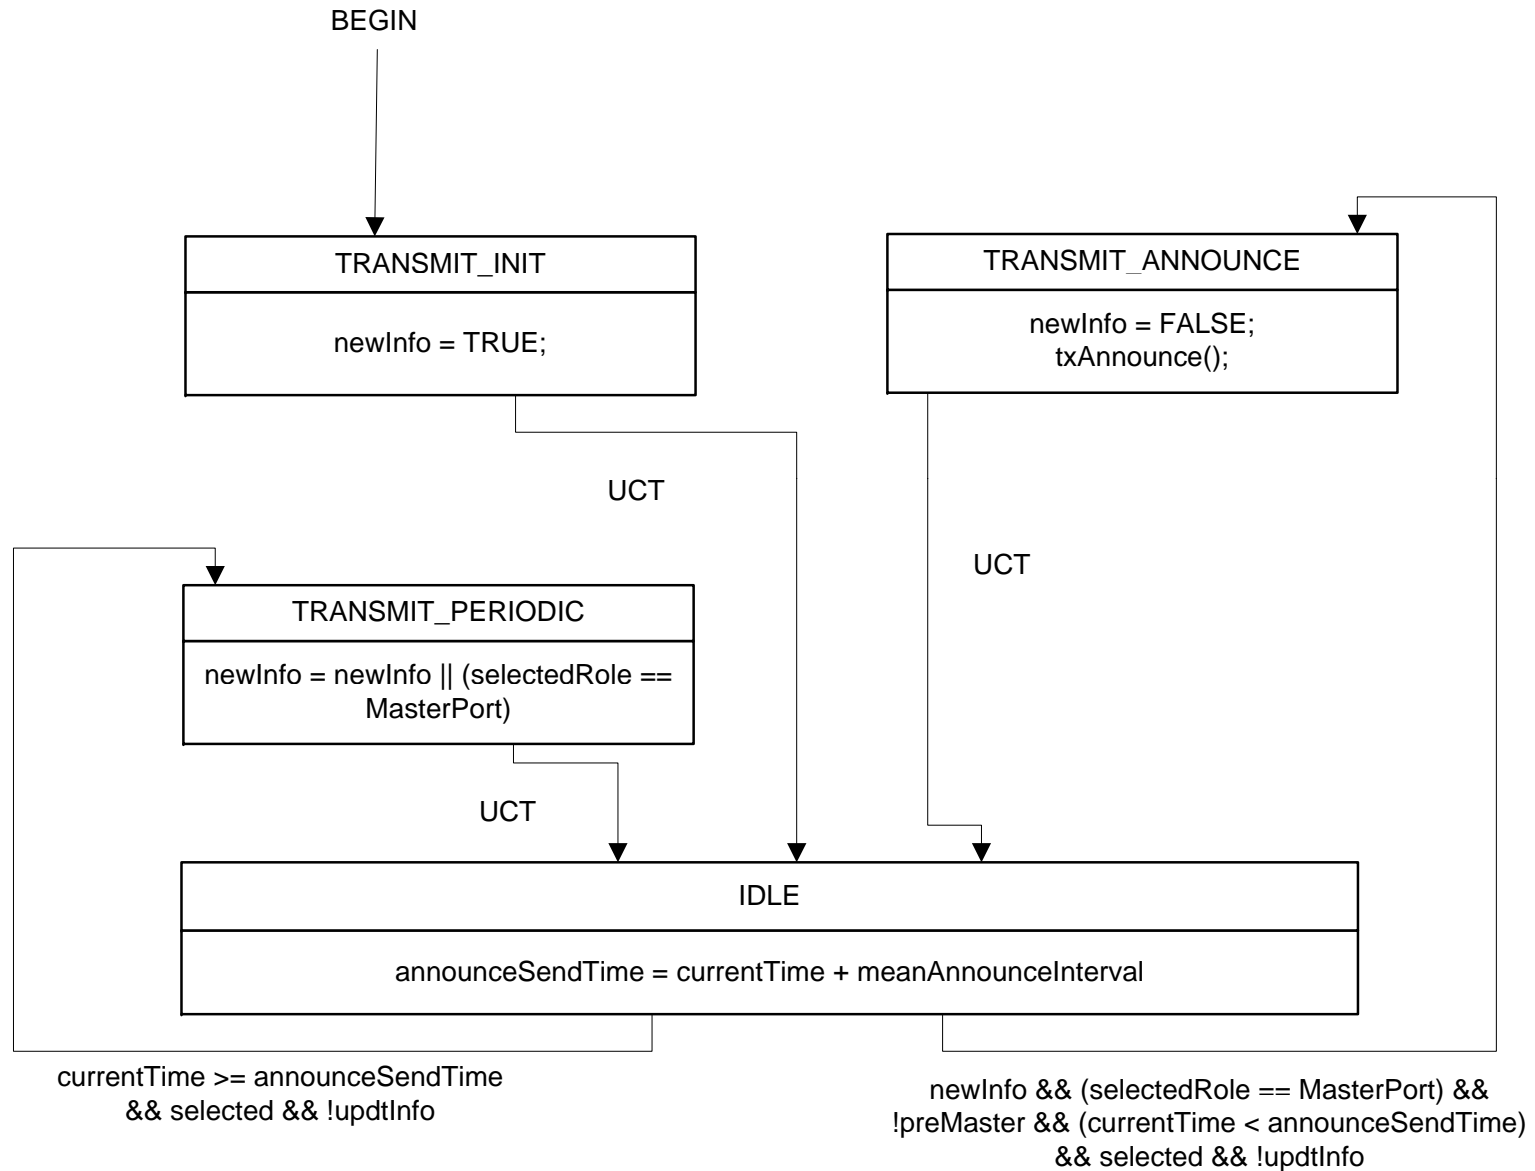 BEGIN
TRANSMIT_INIT
newInfo = TRUE;
TRANSMIT_ANNOUNCE
newInfo = FALSE;
txAnnounce();
UCT
UCT
TRANSMIT_PERIODIC
newInfo = newInfo || (selectedRole ==
MasterPort)
UCT
IDLE
announceSendTime = currentTime + meanAnnounceInterval
currentTime >= announceSendTime
&& selected && !updtInfo
newInfo && (selectedRole == MasterPort) &&
!preMaster && (currentTime < announceSendTime)
&& selected && !updtInfo